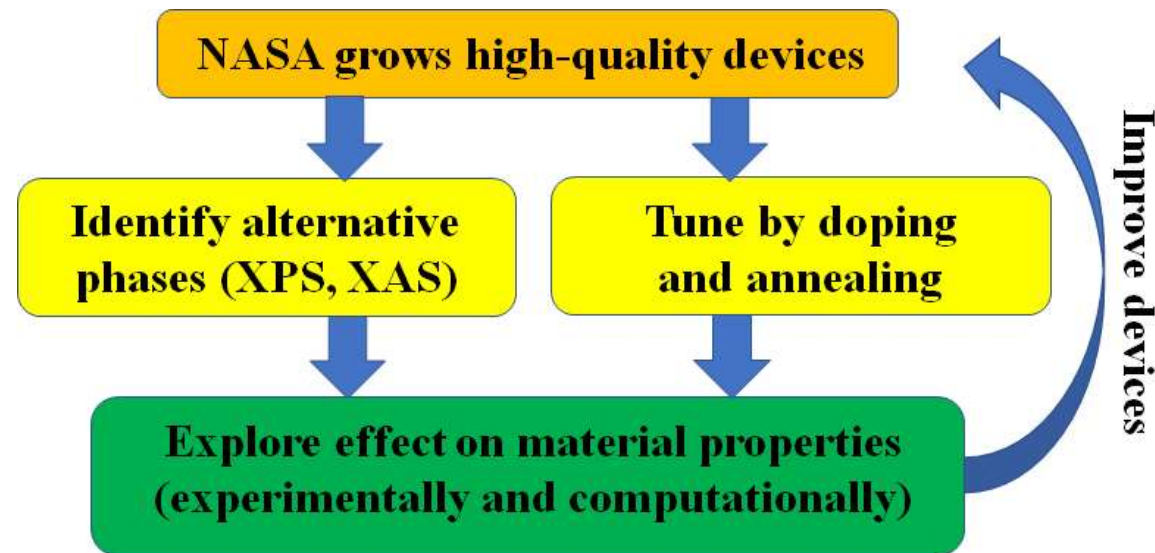 NASA grows high-quality devices
Identify alternative
phases (XPS, XAS)
Tune by doping
and annealing
Explore effect on material properties
(experimentally and computationally)
Improve devices